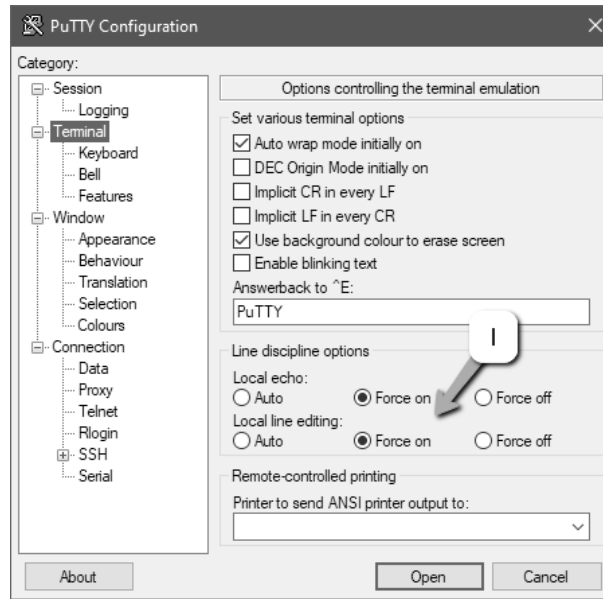 PuTTY Configuration
Category:
Session
Logging
Terminal
Keyboard
Bell
Features
Window
Appearance
Behaviour
Translation
Selection
Colours
Connection
Data
Proxy
Telnet
Rlogin
SSH
Serial
Options controlling the terminal emulation
Set various terminal options
Auto wrap mode initially on
DEC Origin Mode initially on
Implicit CR in every LF
Implicit LF in every CR
Use background colour to erase screen
Enable blinking text
Answerback to ^E:
PuTTY
I
Line discipline options
Local echo:
Auto Force on Force off
Local line editing:
Auto Force on Force off
Remote-controlled printing
Printer to send ANSI printer output to:
About Open Cancel